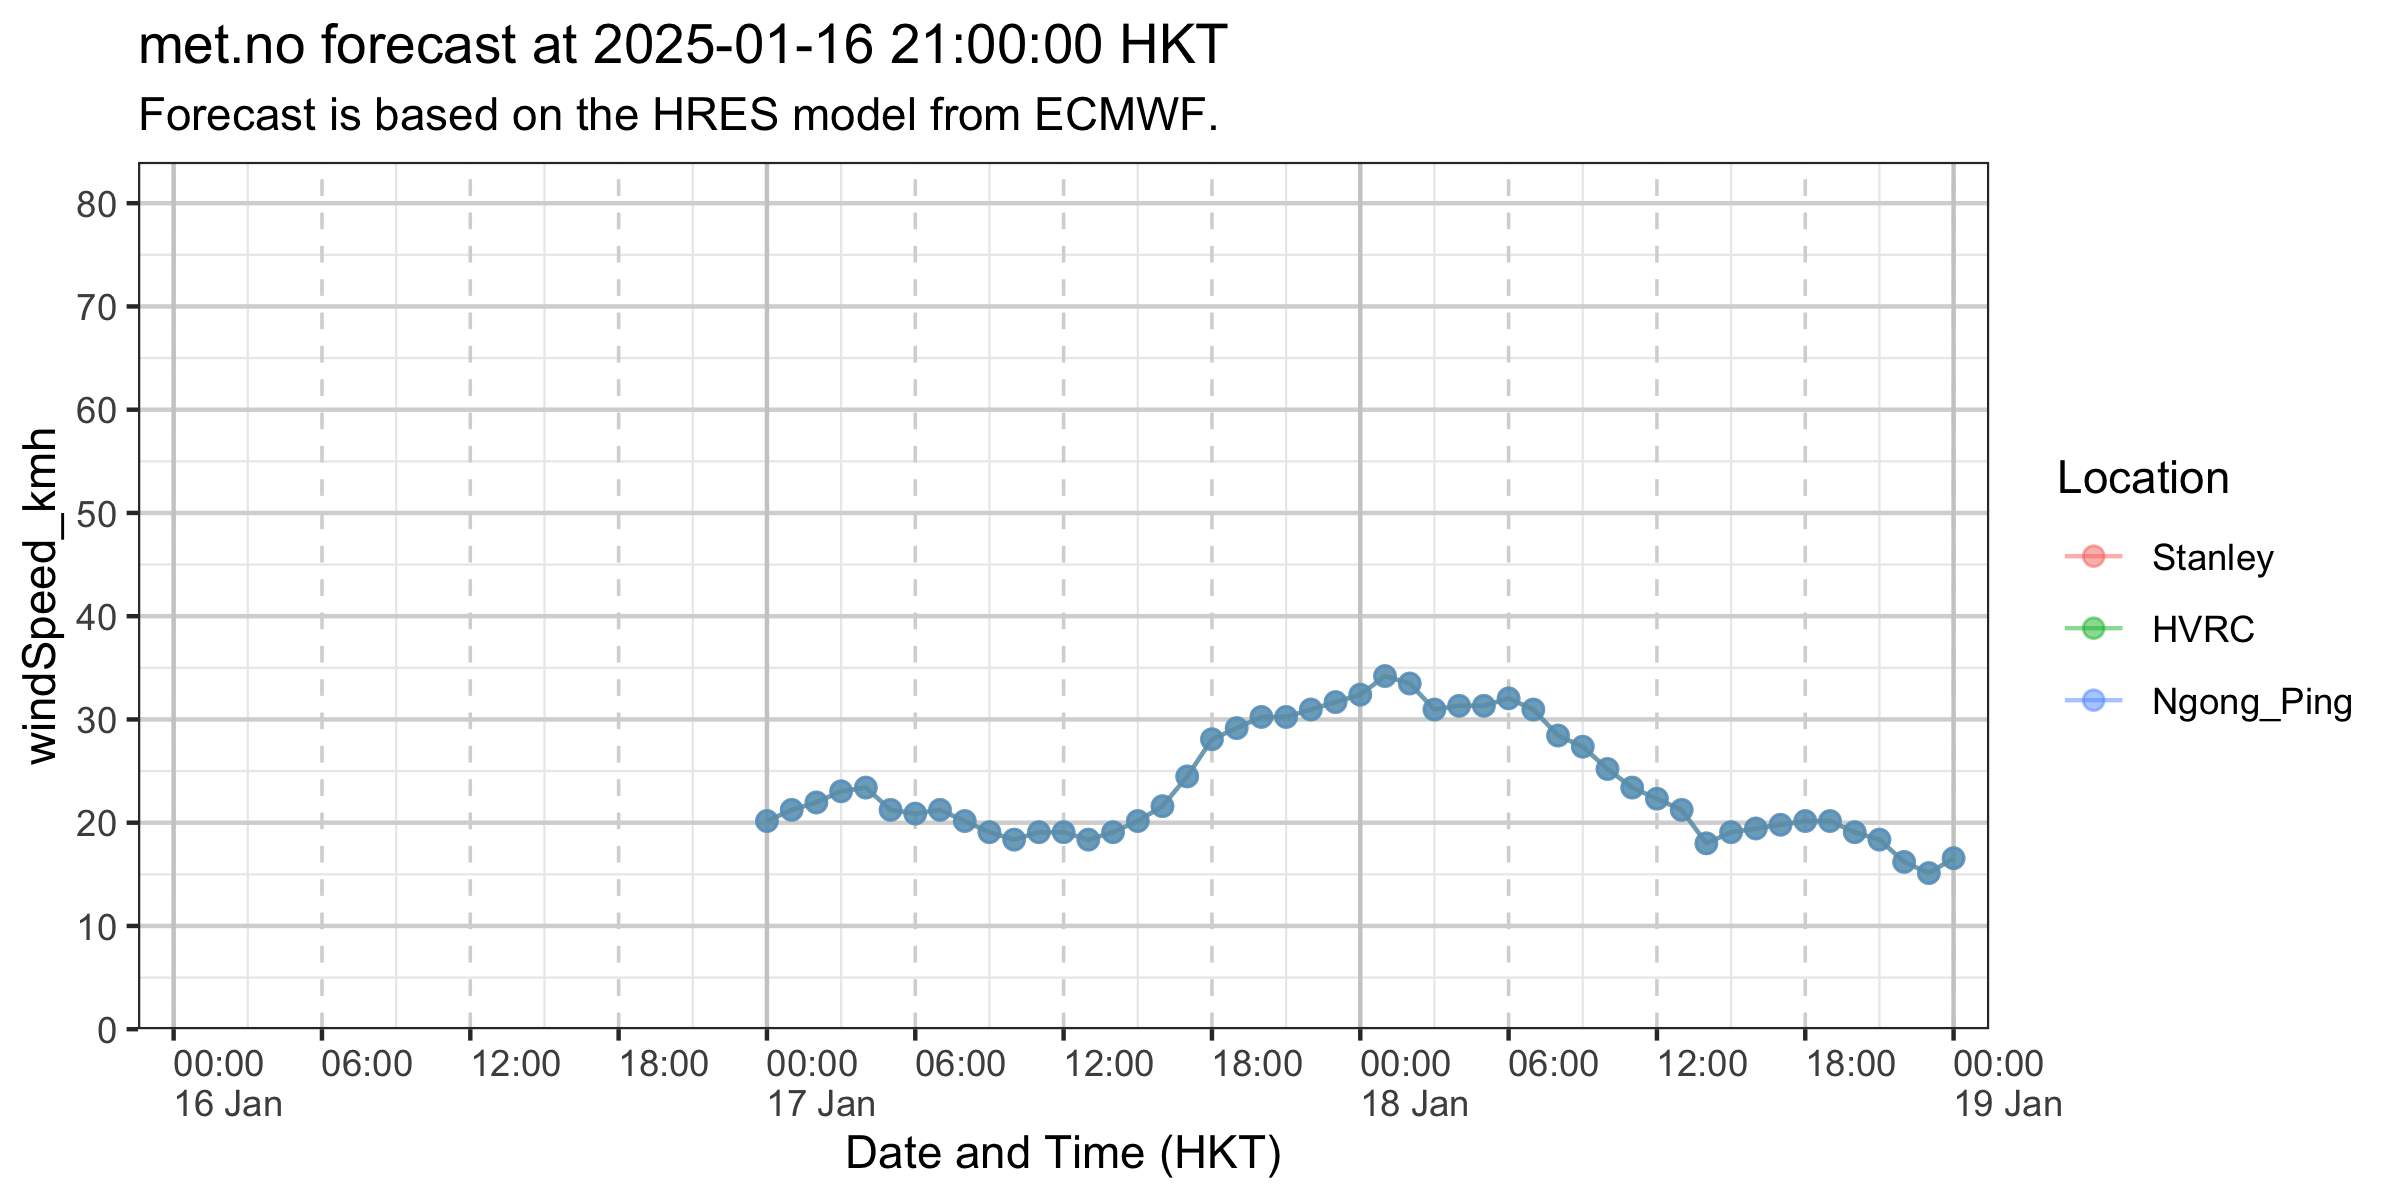 met.no forecast at 2025-01-16 21:00:00 HKT
Forecast is based on the HRES model from ECMWF.
windSpeed_kmh
80
70
60
50
40
30
20
10
0
00:00 06:00 12:00 18:00 00:00 06:00 12:00 18:00 00:00 06:00 12:00 18:00 00:00
16 Jan 17 Jan 18 Jan 19 Jan
Date and Time (HKT)
Location
Stanley
HVRC
Ngong_Ping